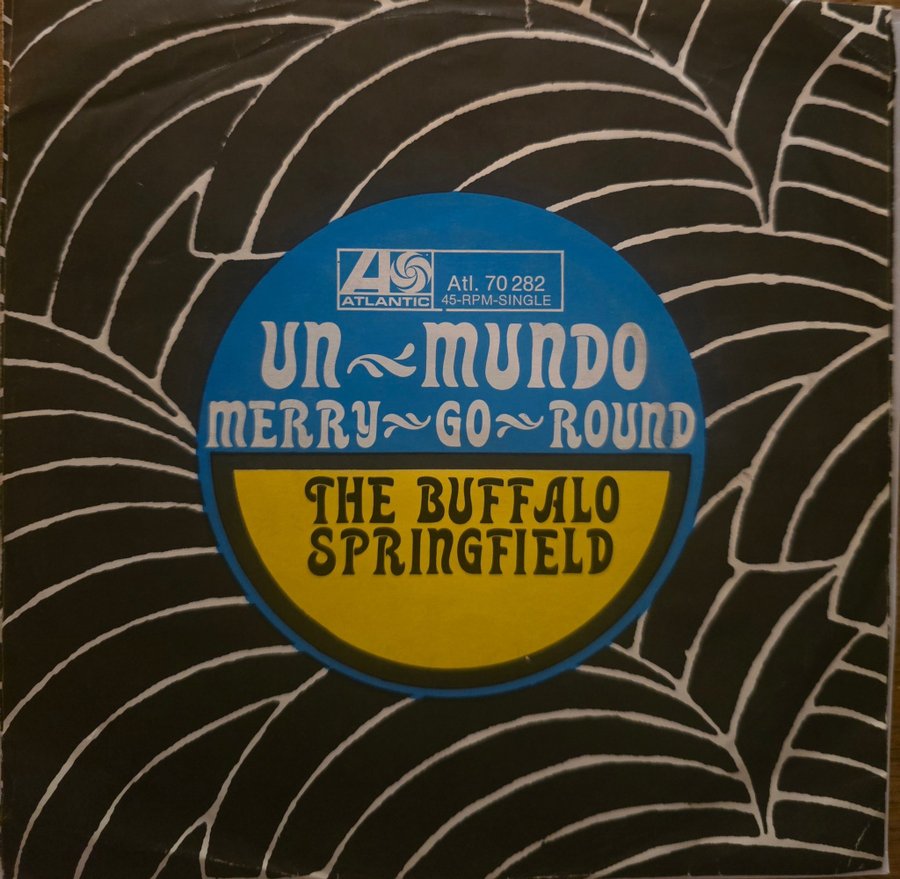 ATLANTIC
Atl. 70 282
45-RPM-SINGLE
UN~MUNDO
MERRY~GO~ROUND
THE BUFFALO
SPRINGFIELD